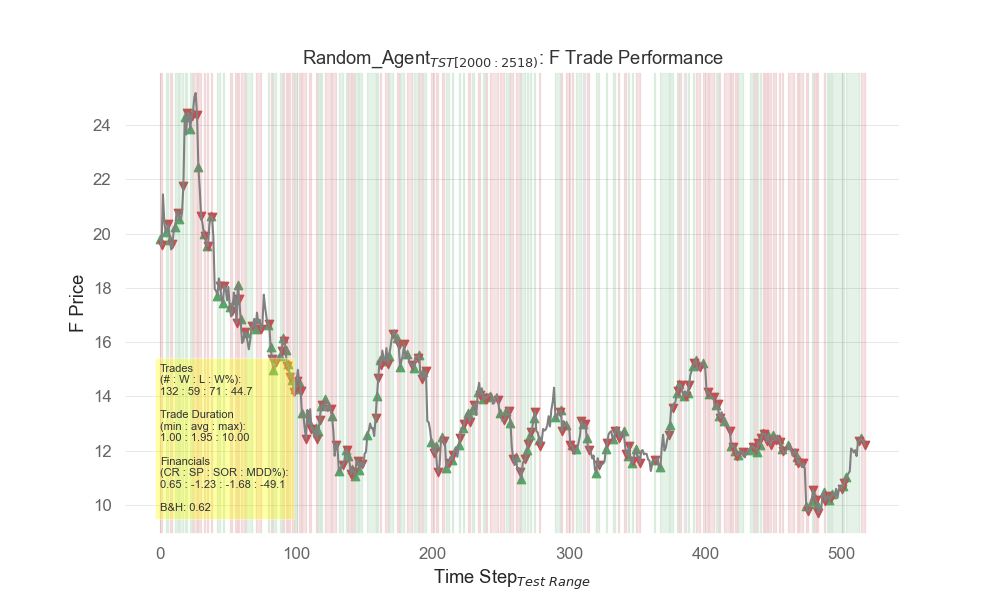 Random_Agent TST[2000 : 2518) : F Trade Performance
F Price
24
22
20
18
16
14
12
10
Trades
(# : W : L : W%):
132 : 59 : 71 : 44.7
Trade Duration
(min : avg : max):
1.00 : 1.95 : 10.00
Financials
(CR : SP : SOR : MDD%):
0.65 : -1.23 : -1.68 : -49.1
B&H: 0.62
0 100 200 300 400 500
Time Step Test Range